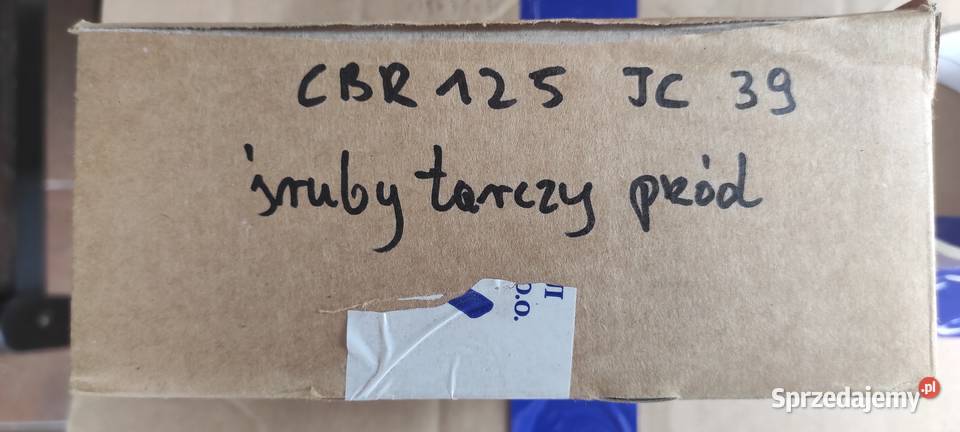 CBR 125 JC 39
śruby tarczy przód
o.o.
Sprzedajemy.pl